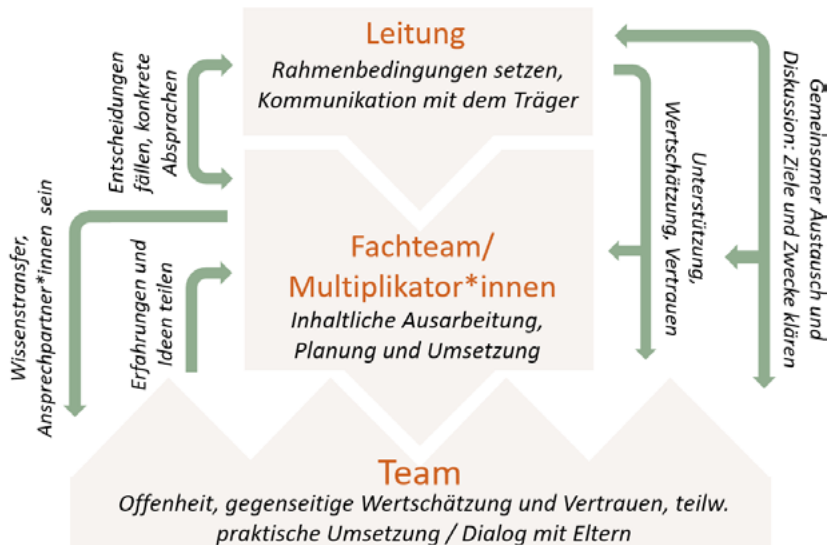 Leitung
Rahmenbedingungen setzen,
Kommunikation mit dem Träger
Entscheidungen
fällen, konkrete
Absprachen
Fachteam/
Multiplikator*innen
Inhaltliche Ausarbeitung,
Planung und Umsetzung
Wissenstransfer,
Ansprechpartner*innen sein
Erfahrungen und
Ideen teilen
Unterstützung,
Wertschätzung, Vertrauen
Gemeinsamer Austausch und
Diskussion: Ziele und Zwecke klären
Team
Offenheit, gegenseitige Wertschätzung und Vertrauen, teilw.
praktische Umsetzung / Dialog mit Eltern